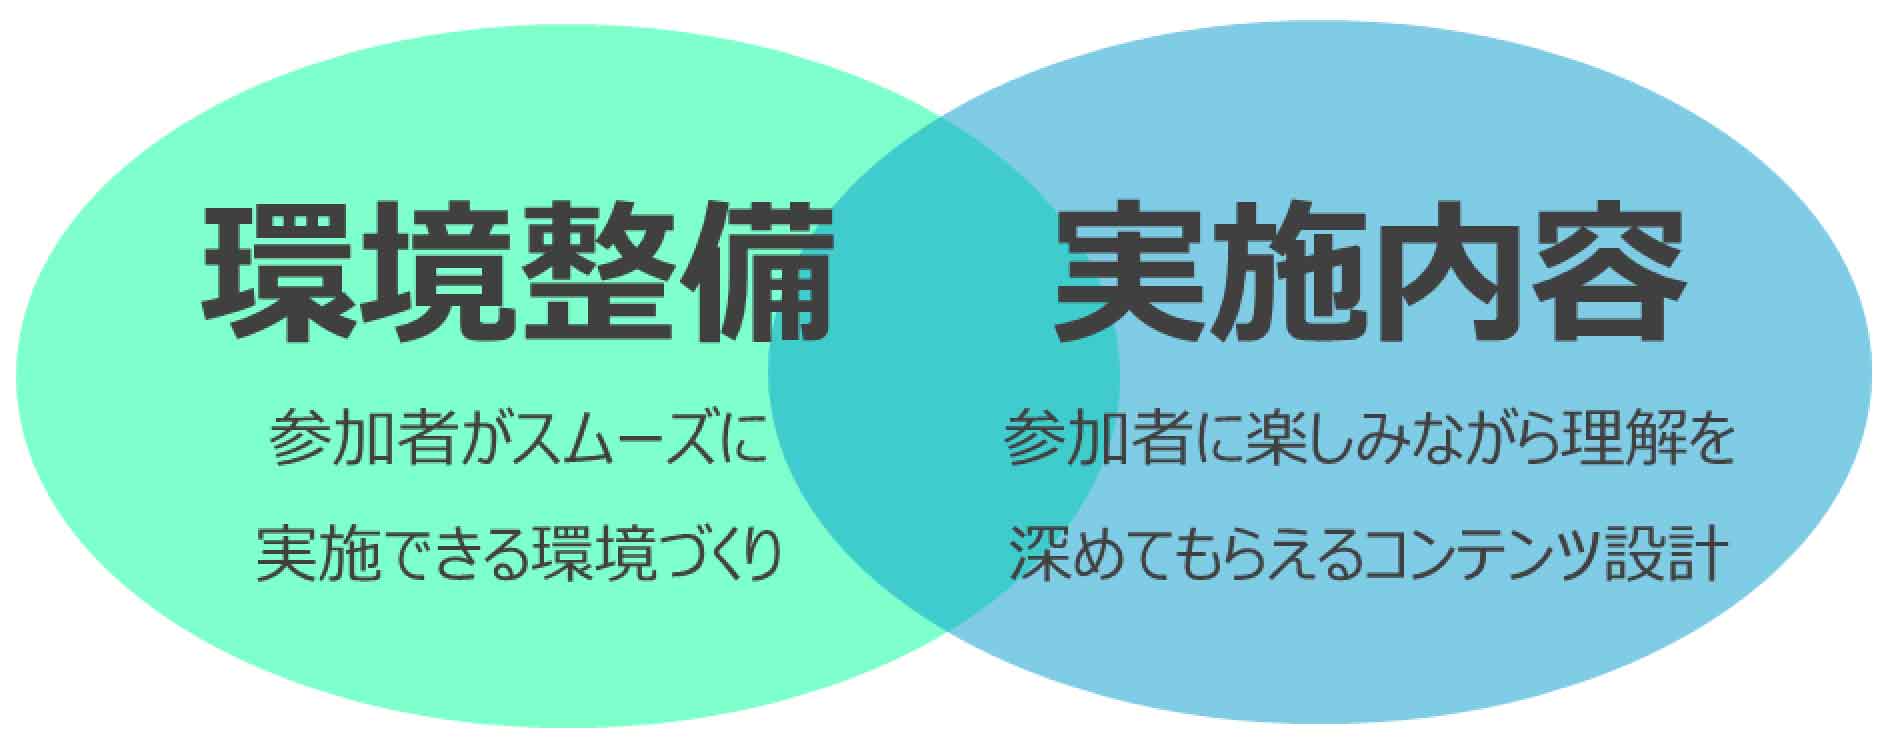 環境整備
参加者がスムーズに
実施できる環境づくり
実施内容
参加者に楽しみながら理解を
深めてもらえるコンテンツ設計